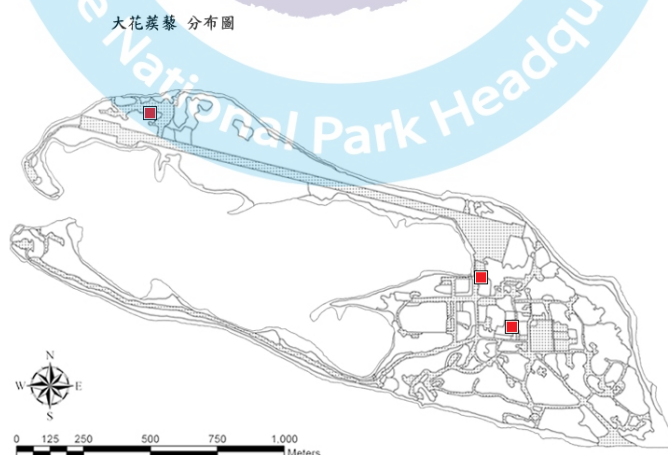 大花蒺藜 分布圖
e National Park Headqu
N
W E
S
0 125 250 500 750 1,000
Meters